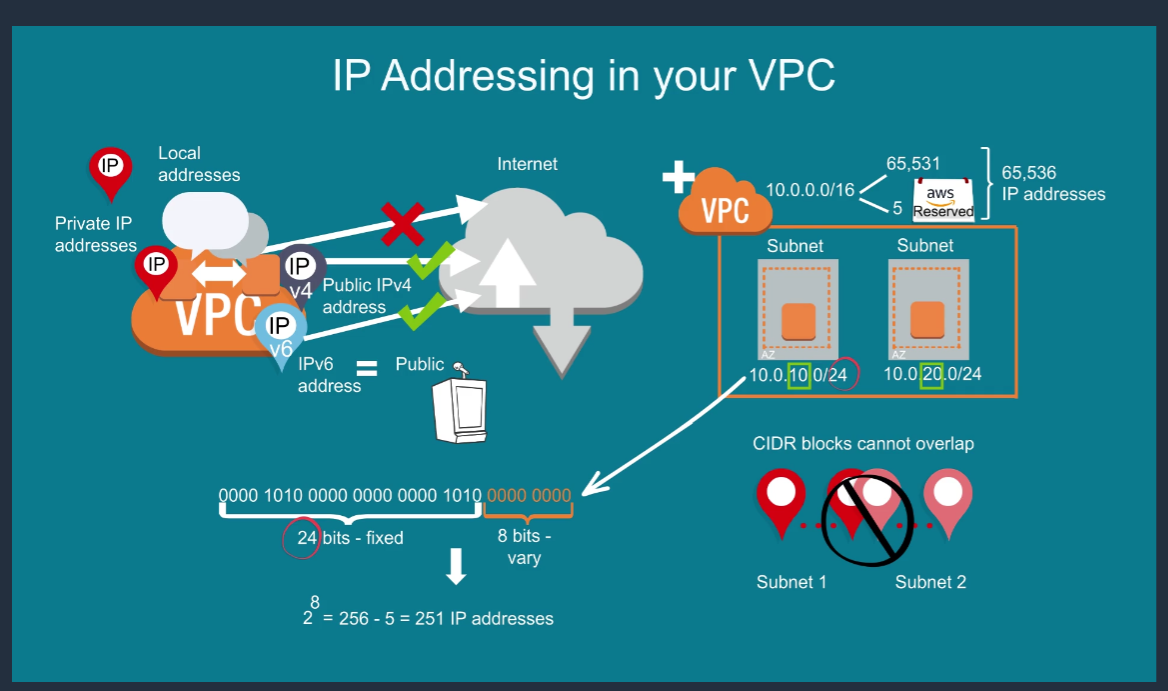 IP Addressing in your VPC
IP
Local
addresses
Private IP
addresses
IP
IP
v4
VPC
IP
v6
Public IPv4
address
IPv6
address
=
Public
Internet
+
VPC
10.0.0.0/16
65,531
5
aws
Reserved
65,536
IP addresses
Subnet
Subnet
AZ
AZ
10.0.10.0/24
10.0.20.0/24
0000 1010 0000 0000 0000 1010 0000 0000
24 bits - fixed
8 bits -
vary
2⁸ = 256 - 5 = 251 IP addresses
CIDR blocks cannot overlap
Subnet 1
Subnet 2